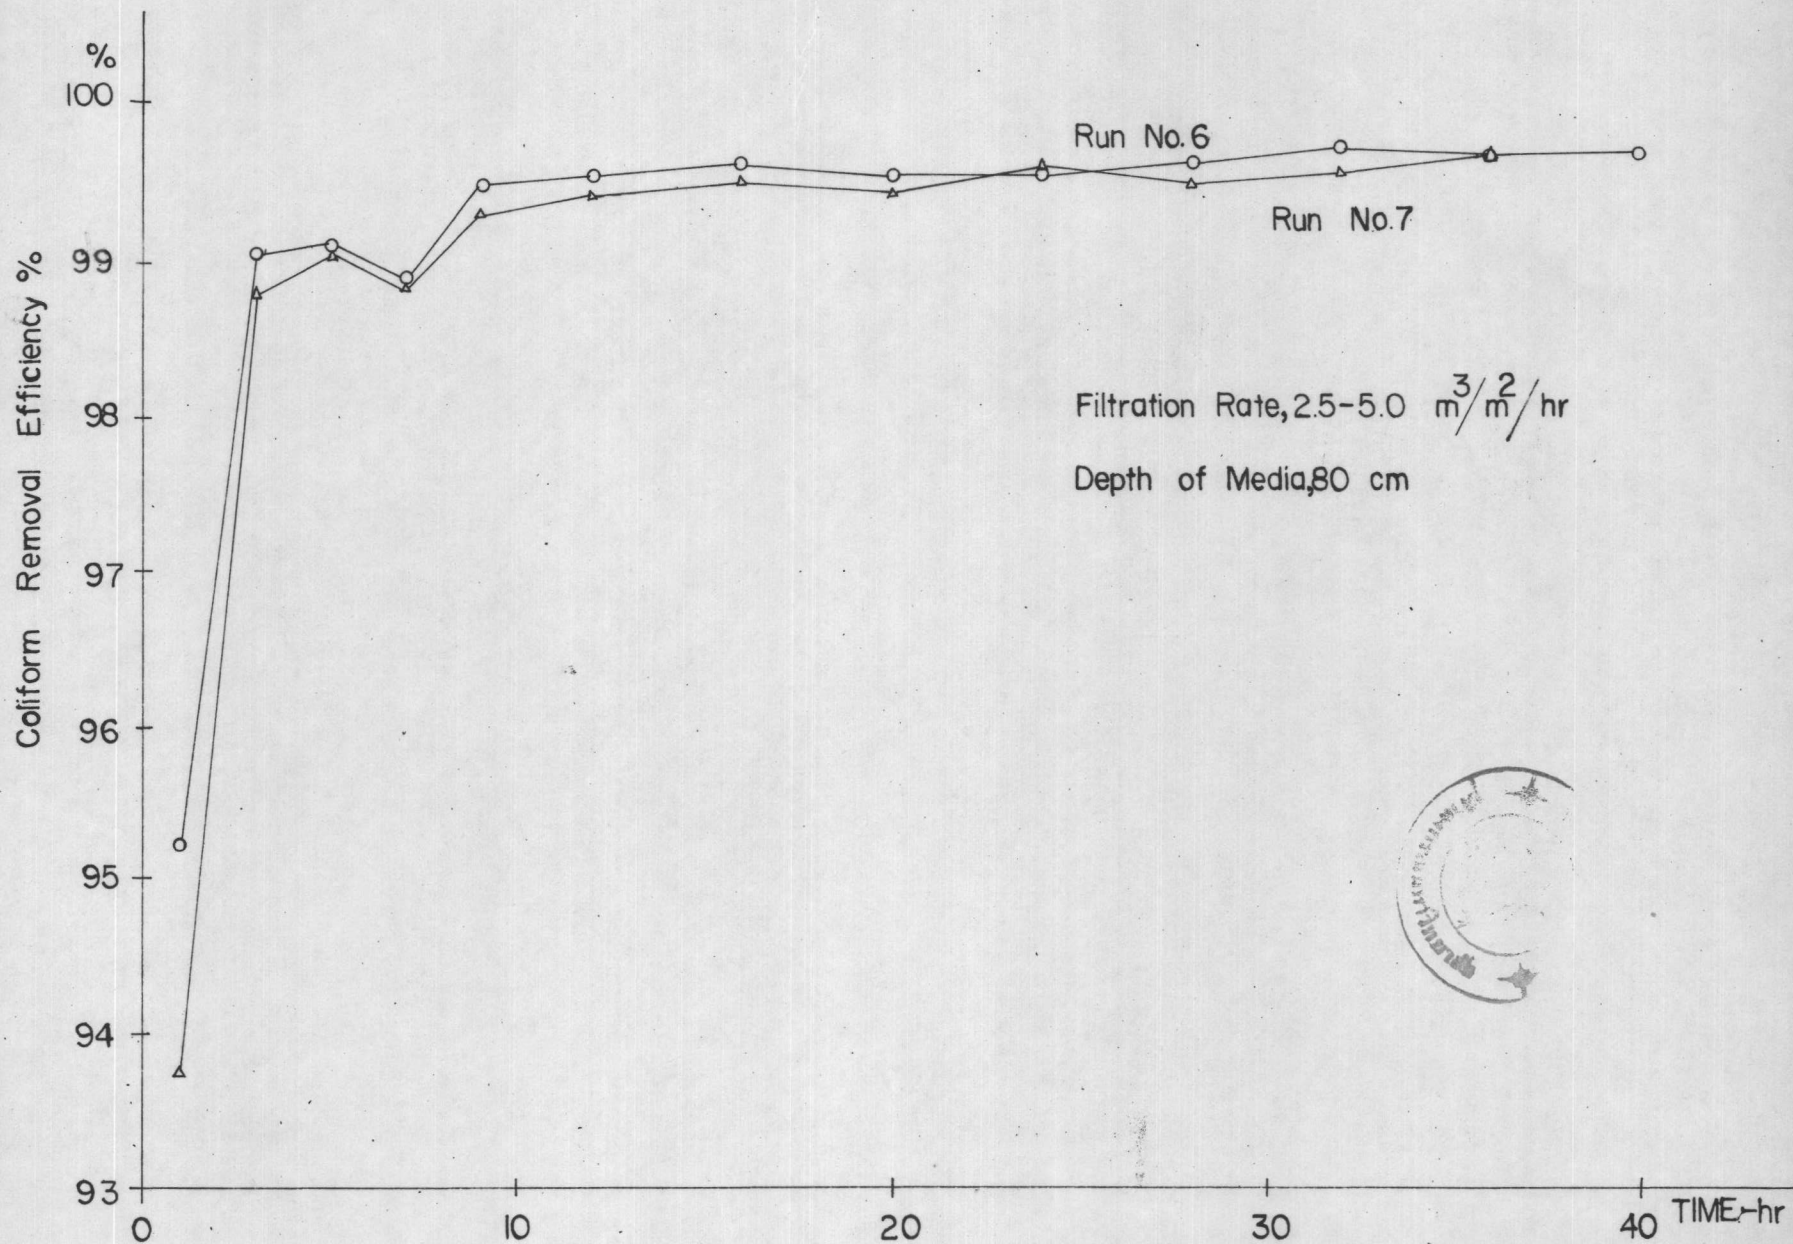 %
100
99
98
97
96
95
94
93
Coliform Removal Efficiency %
Run No.6
Run No.7
Filtration Rate, 2.5-5.0 m³/m²/hr
Depth of Media,80 cm
0 10 20 30 40 TIME-hr